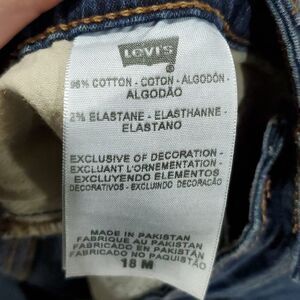 LEVI'S
98% COTTON - COTON - ALGODÓN -
ALGODÃO
2% ELASTANE - ELASTHANNE -
ELASTANO
EXCLUSIVE OF DECORATION -
EXCLUANT L'ORNEMENTATION -
EXCLUYENDO ELEMENTOS
DECORATIVOS - EXCLUINDO DECORAÇÃO
MADE IN PAKISTAN
FABRIQUE AU PAKISTAN
FABRICADO EN PAKISTAN
FABRICADO NO PAQUISTÃO
18 M